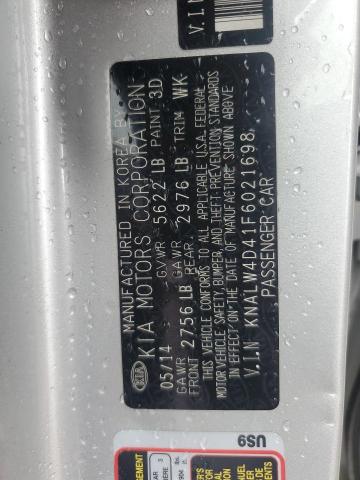 MANUFACTURED IN KOREA BY
KIA MOTORS CORPORATION
KIA
05/14 GVWR 5622 LB PAINT 3D
GAWR FRONT 2756 LB GAWR REAR 2976 LB TRIM WK
THIS VEHICLE CONFORMS TO ALL APPLICABLE U.S.A. FEDERAL
MOTOR VEHICLE SAFETY, BUMPER, AND THEFT PREVENTION STANDARDS
IN EFFECT ON THE DATE OF MANUFACTURE SHOWN ABOVE
V.I.N KNALW4D41F6021698
PASSENGER CAR
V.I.N
US9